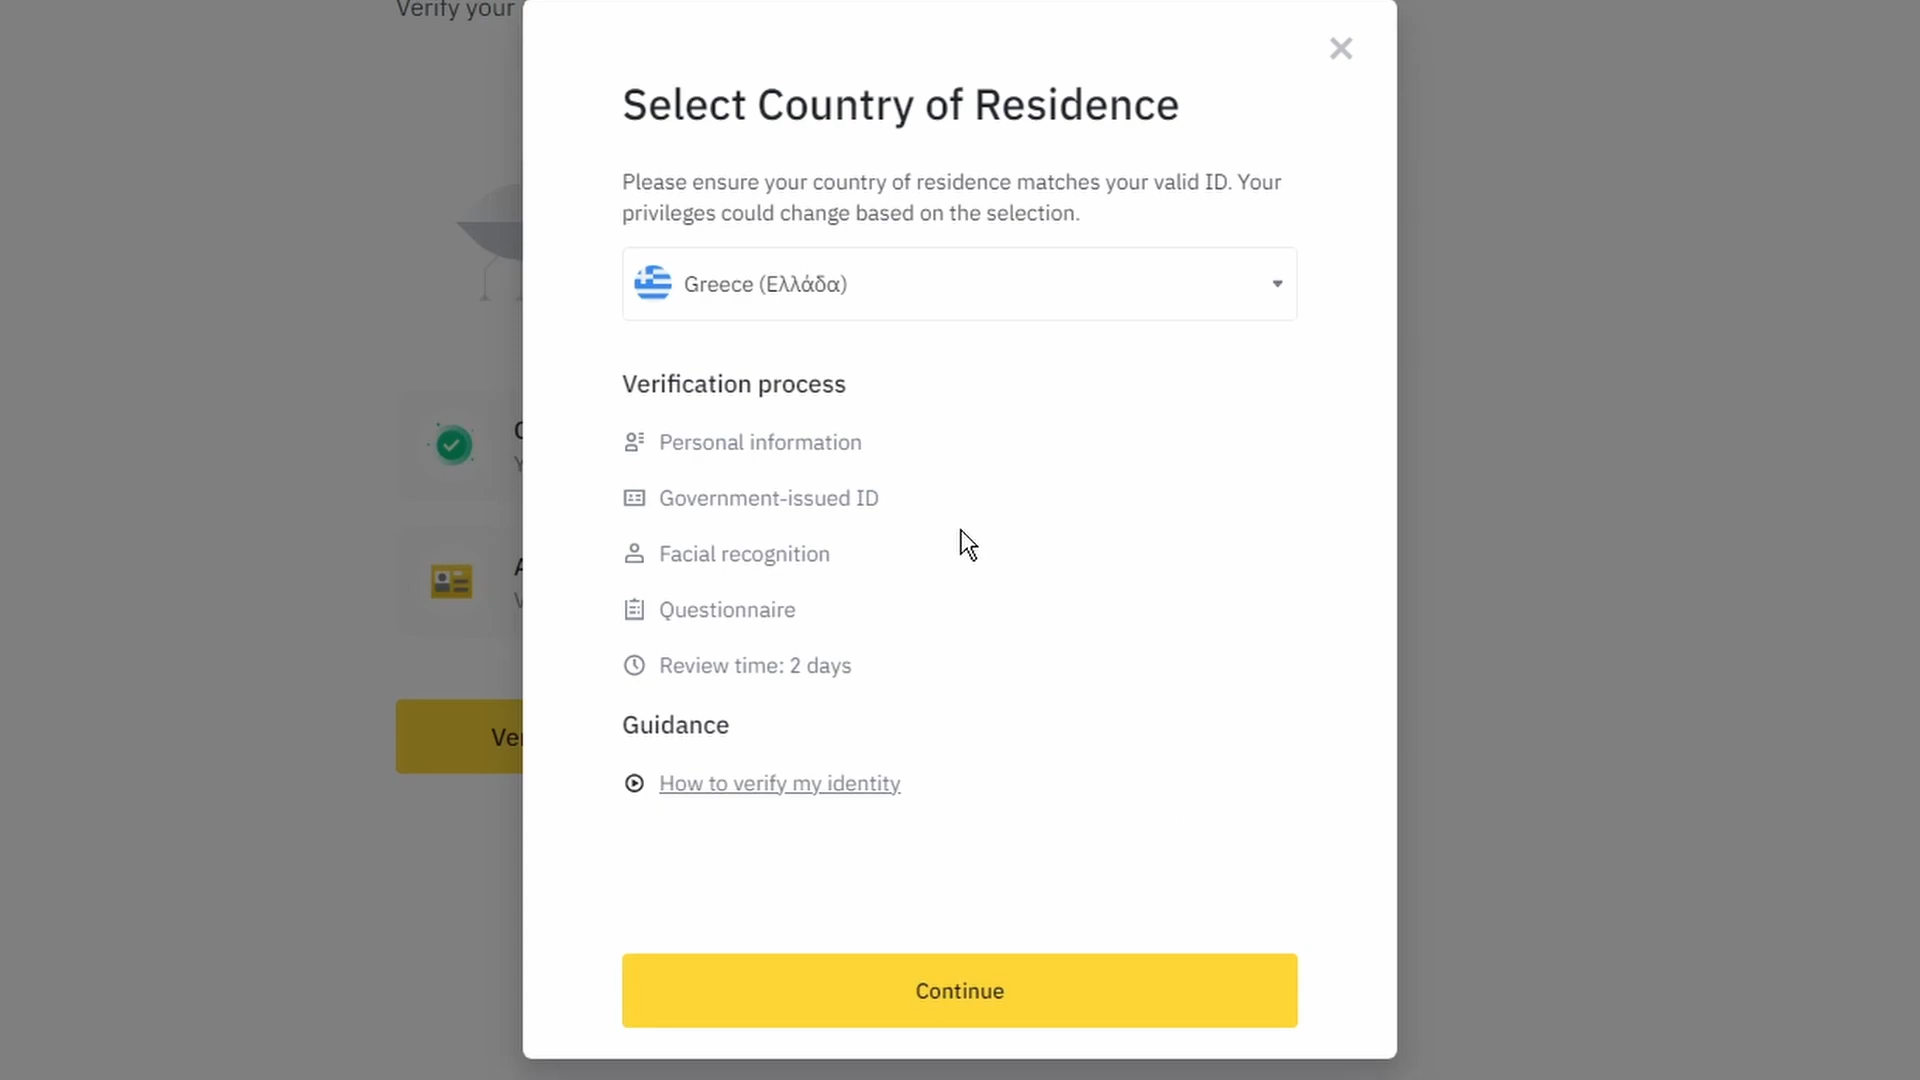 Verify your
Select Country of Residence
Please ensure your country of residence matches your valid ID. Your
privileges could change based on the selection.
Greece (Ελλάδα)
Verification process
Personal information
Government-issued ID
Facial recognition
Questionnaire
Review time: 2 days
Guidance
How to verify my identity
Continue